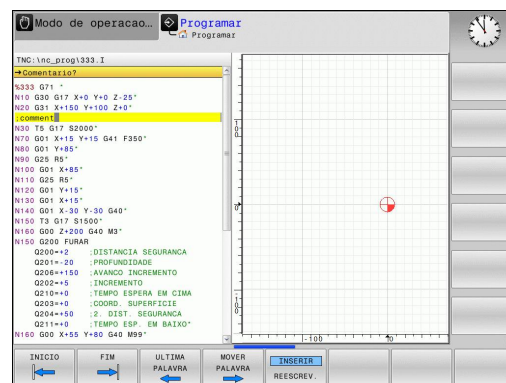 Modo de operacao...
Programar
Programar
TNC:\nc_prog\333.I
→Comentario?
%333 G71 *
N10 G30 G17 X+0 Y+0 Z-25*
N20 G31 X+150 Y+100 Z+0*
;comment
N30 T5 G17 S2000*
N70 G01 X+15 Y+15 G41 F350*
N80 G01 Y+85*
N90 G25 R5*
N100 G01 X+85*
N110 G25 R5*
N120 G01 Y+15*
N130 G01 X+15*
N140 G01 X-30 Y-30 G40*
N150 T3 G17 S1500*
N160 G00 Z+200 G40 M3*
N150 G200 FURAR
Q200=+2 ;DISTANCIA SEGURANCA
Q201=-20 ;PROFUNDIDADE
Q206=+150 ;AVANCO INCREMENTO
Q202=+5 ;INCREMENTO
Q210=+0 ;TEMPO ESPERA EM CIMA
Q203=+0 ;COORD. SUPERFICIE
Q204=+50 ;2. DIST. SEGURANCA
Q211=+0 ;TEMPO ESP. EM BAIXO*
N160 G00 X+55 Y+80 G40 M99*
100
0
-100
-100
0
INICIO
FIM
ULTIMA
PALAVRA
MOVER
PALAVRA
INSERIR
REESCREV.